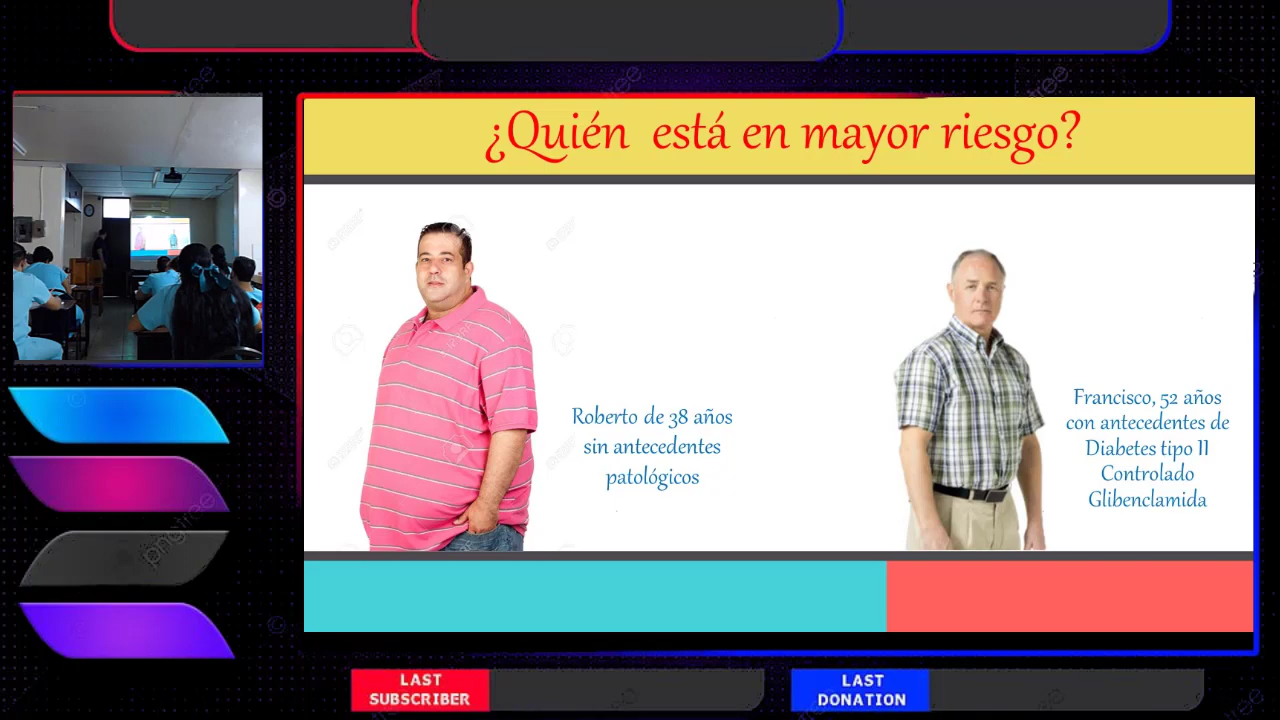 ¿Quién está en mayor riesgo?
Roberto de 38 años
sin antecedentes
patológicos
Francisco, 52 años
con antecedentes de
Diabetes tipo II
Controlado
Glibenclamida
LAST
SUBSCRIBER
LAST
DONATION
pngtree